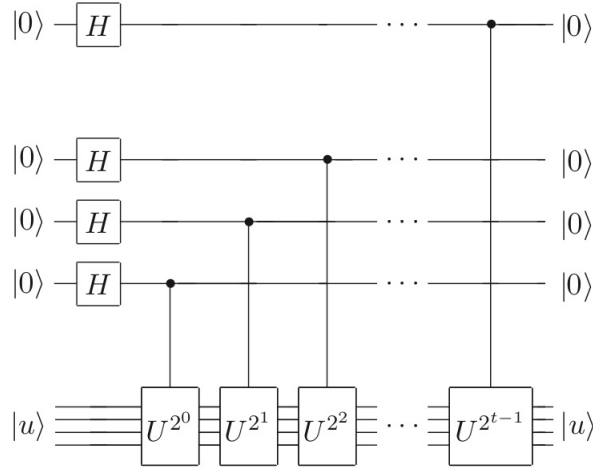 |0⟩ H ··· |0⟩
|0⟩ H ··· |0⟩
|0⟩ H ··· |0⟩
|0⟩ H ··· |0⟩
|u⟩ U^{2^0} U^{2^1} U^{2^2} ··· U^{2^{t−1}} |u⟩